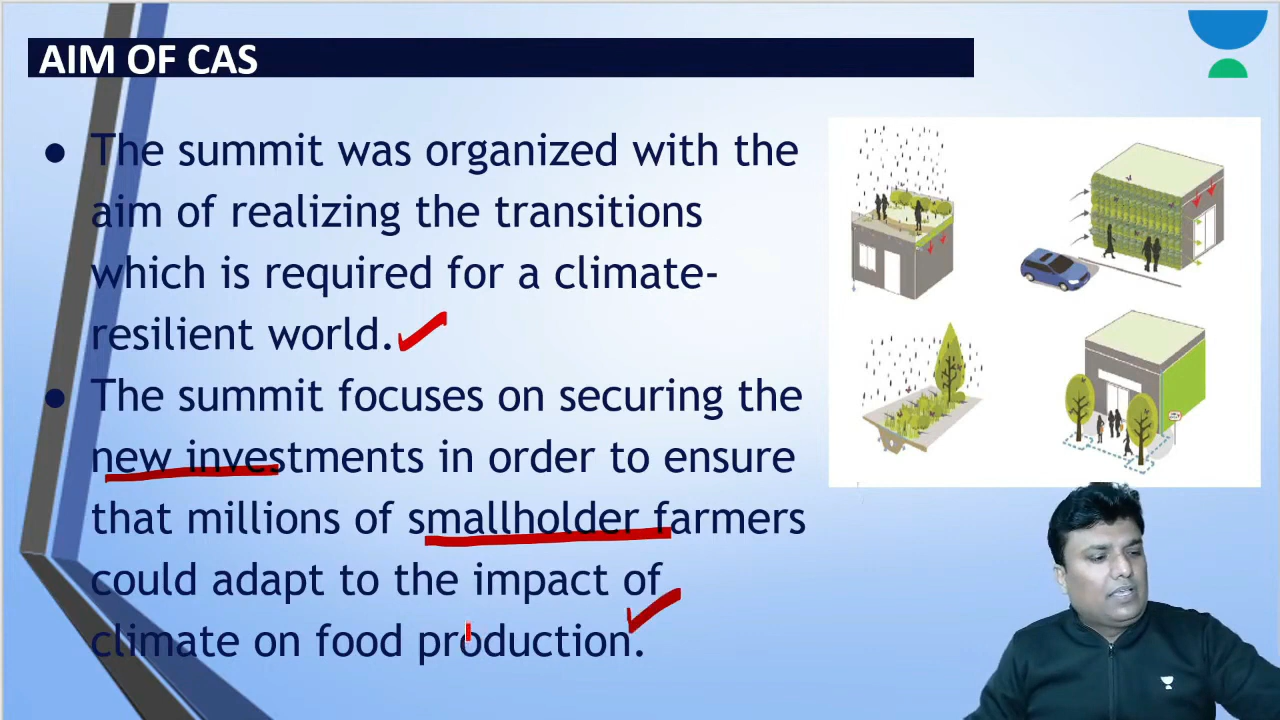 AIM OF CAS
● The summit was organized with the
aim of realizing the transitions
which is required for a climate-
resilient world.
● The summit focuses on securing the
new investments in order to ensure
that millions of smallholder farmers
could adapt to the impact of
climate on food production.